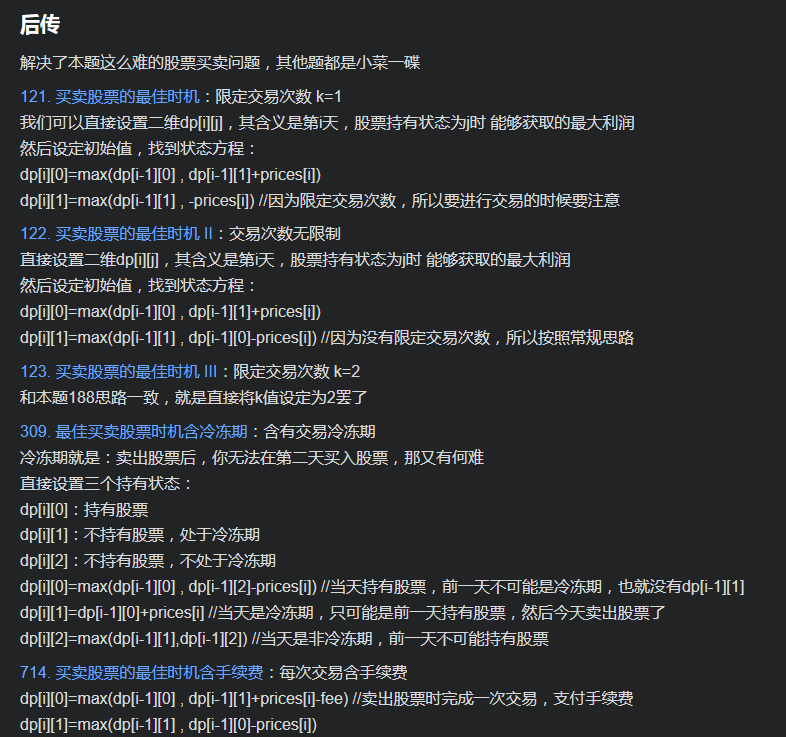 后传
解决了本题这么难的股票买卖问题，其他题都是小菜一碟
121. 买卖股票的最佳时机：限定交易次数 k=1
我们可以直接设置二维dp[i][j]，其含义是第i天，股票持有状态为j时 能够获取的最大利润
然后设定初始值，找到状态方程：
dp[i][0]=max(dp[i-1][0] , dp[i-1][1]+prices[i])
dp[i][1]=max(dp[i-1][1] , -prices[i]) //因为限定交易次数，所以要进行交易的时候要注意
122. 买卖股票的最佳时机 II：交易次数无限制
直接设置二维dp[i][j]，其含义是第i天，股票持有状态为j时 能够获取的最大利润
然后设定初始值，找到状态方程：
dp[i][0]=max(dp[i-1][0] , dp[i-1][1]+prices[i])
dp[i][1]=max(dp[i-1][1] , dp[i-1][0]-prices[i]) //因为没有限定交易次数，所以按照常规思路
123. 买卖股票的最佳时机 III：限定交易次数 k=2
和本题188思路一致，就是直接将k值设定为2罢了
309. 最佳买卖股票时机含冷冻期：含有交易冷冻期
冷冻期就是：卖出股票后，你无法在第二天买入股票，那又有何难
直接设置三个持有状态：
dp[i][0]：持有股票
dp[i][1]：不持有股票，处于冷冻期
dp[i][2]：不持有股票，不处于冷冻期
dp[i][0]=max(dp[i-1][0] , dp[i-1][2]-prices[i]) //当天持有股票，前一天不可能是冷冻期，也就没有dp[i-1][1]
dp[i][1]=dp[i-1][0]+prices[i] //当天是冷冻期，只可能是前一天持有股票，然后今天卖出股票了
dp[i][2]=max(dp[i-1][1],dp[i-1][2]) //当天是非冷冻期，前一天不可能持有股票
714. 买卖股票的最佳时机含手续费：每次交易含手续费
dp[i][0]=max(dp[i-1][0] , dp[i-1][1]+prices[i]-fee) //卖出股票时完成一次交易，支付手续费
dp[i][1]=max(dp[i-1][1] , dp[i-1][0]-prices[i])